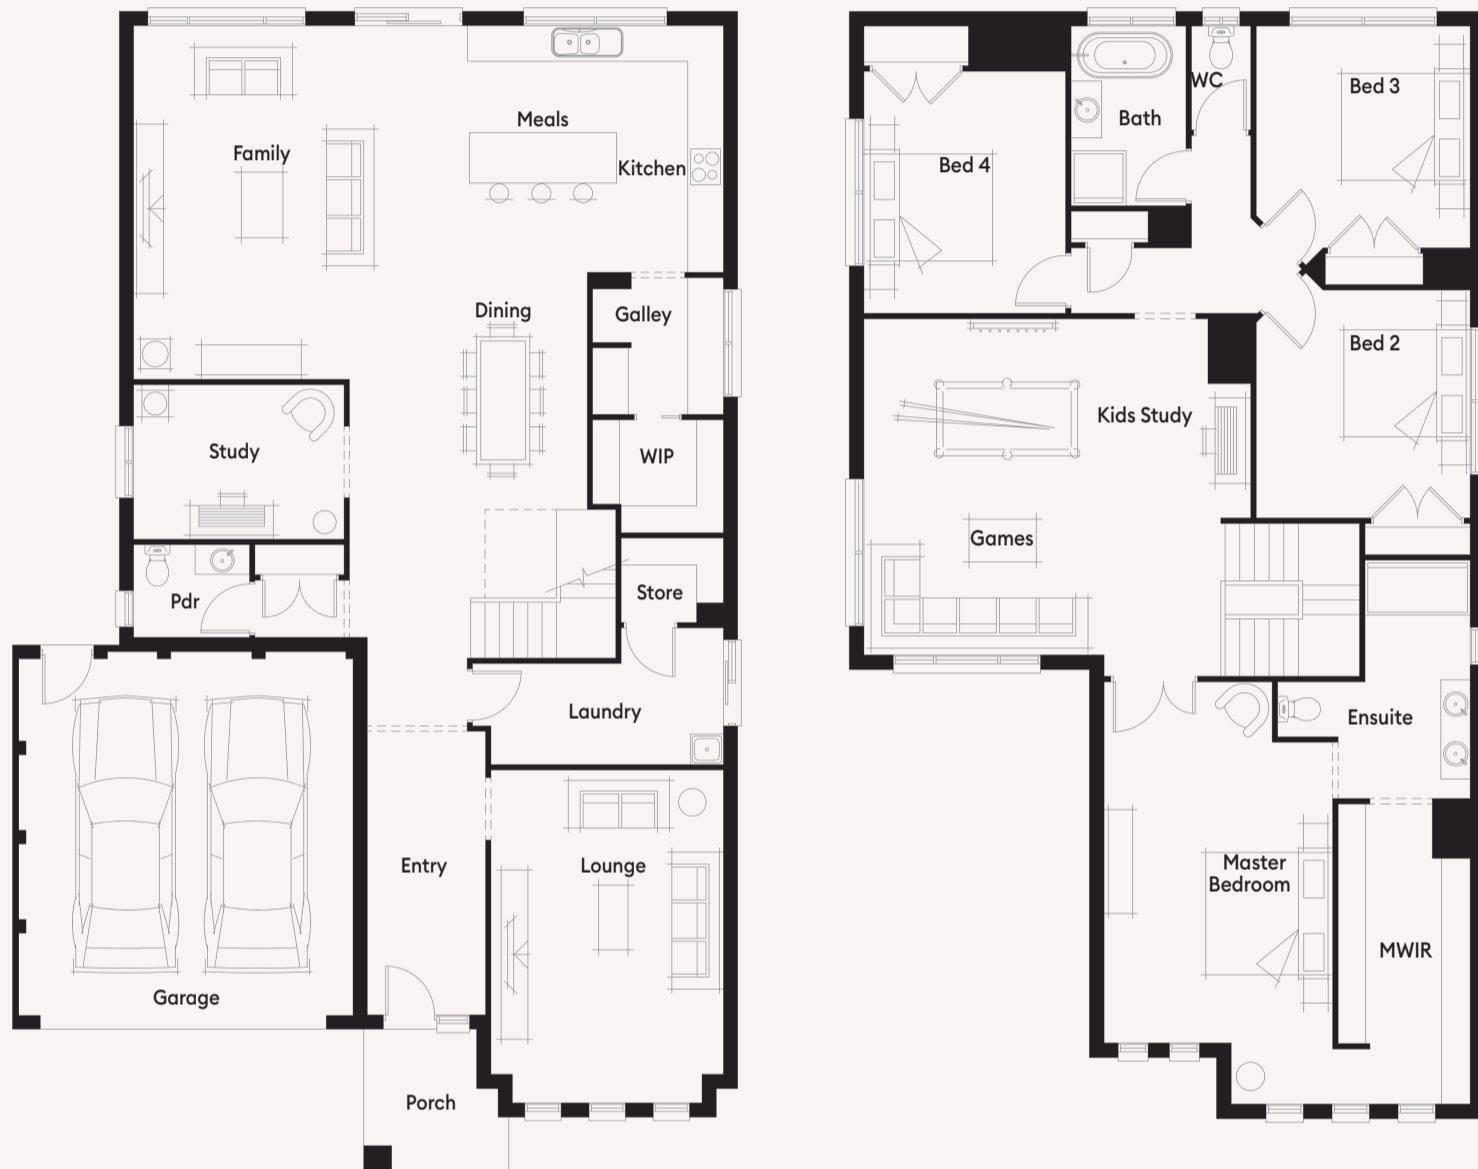 Meals
Family
Kitchen
Dining
Galley
Study
WIP
Pdr
Store
Laundry
Entry
Lounge
Garage
Porch
WC
Bed 3
Bath
Bed 4
Bed 2
Kids Study
Games
Ensuite
Master
Bedroom
MWIR